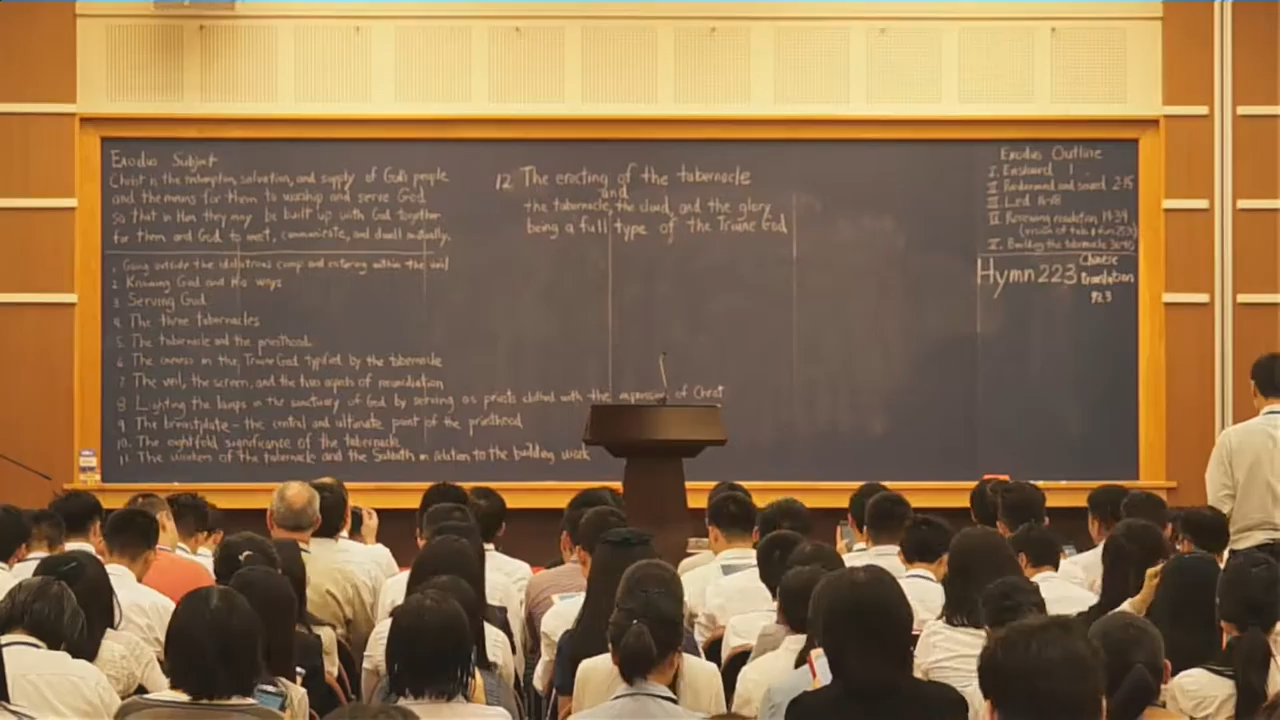 Exodus Subject
Christ is the redemption, salvation, and supply of God's people
and the means for them to worship and serve God
so that in Him they may be built up with God together
for them and God to meet, communicate, and dwell mutually.
1. Going outside the idolatrous camp and entering within the veil
2. Knowing God and His ways
3. Serving God
4. The three tabernacles
5. The tabernacle and the priesthood
6. The oneness in the Triune God typified by the tabernacle
7. The veil, the screen, and the two aspects of reconciliation
8. Lighting the lamps in the sanctuary of God by serving as priests clothed with the expression of Christ
9. The breastplate - the central and ultimate point of the priesthood
10. The eightfold significance of the tabernacle
11. The workers of the tabernacle and the Sabbath in relation to the building work
12 The erecting of the tabernacle
and
the tabernacle, the cloud, and the glory
being a full type of the Triune God
Exodus Outline
I. Enslaved 1
II. Redeemed and saved 2-15
III. Led 16-18
IV. Receiving revelation 19-34
V. Building the tabernacle 35-40
Hymn 223
Chinese
Translation